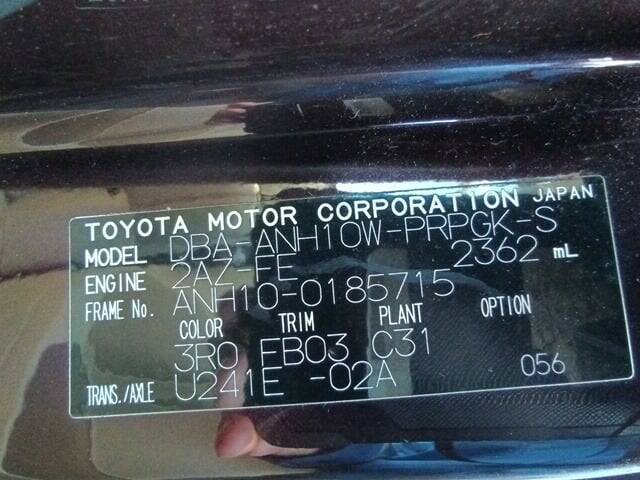 TOYOTA MOTOR CORPORATION JAPAN
MODEL DBA-ANH10W-PRPGK-S
ENGINE 2AZ-FE 2362 mL
FRAME No. ANH10-0185715
COLOR TRIM PLANT OPTION
3R0 FB03 C31
TRANS./AXLE U241E -02A 056